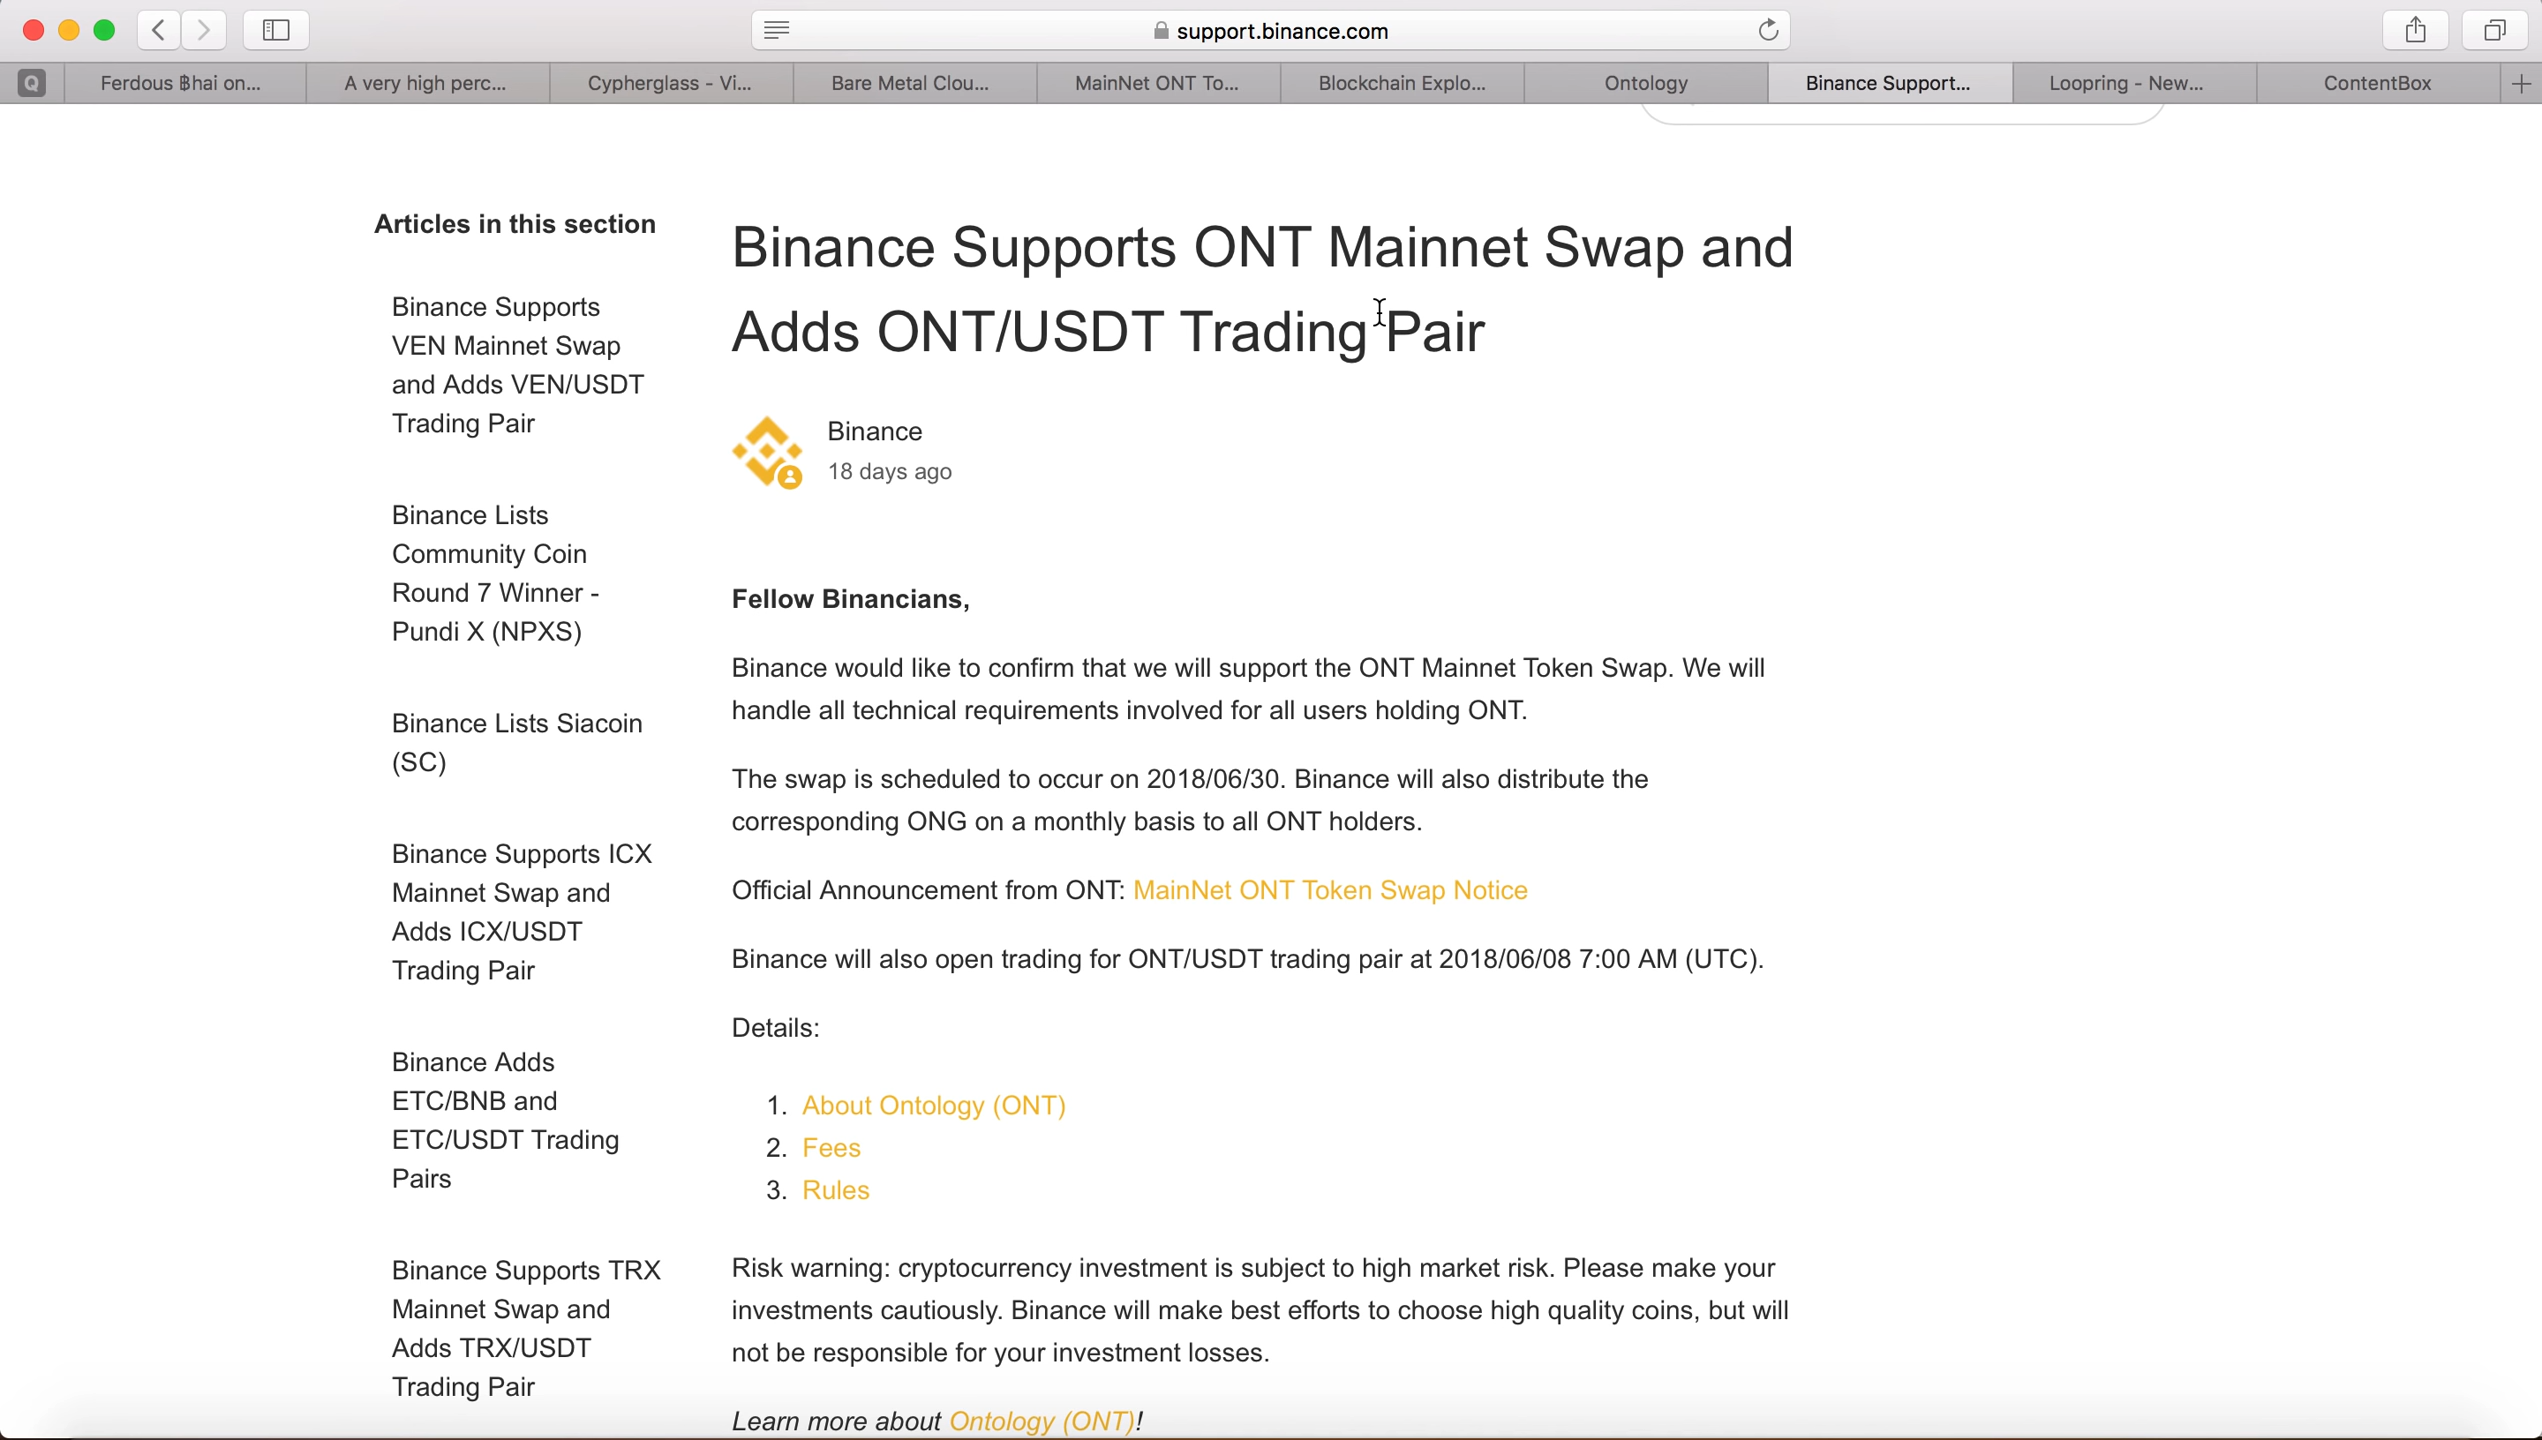 support.binance.com
Q
Ferdous ฿hai on...
A very high perc...
Cypherglass - Vi...
Bare Metal Clou...
MainNet ONT To...
Blockchain Explo...
Ontology
Binance Support...
Loopring - New...
ContentBox
Articles in this section
Binance Supports
VEN Mainnet Swap
and Adds VEN/USDT
Trading Pair
Binance Lists
Community Coin
Round 7 Winner -
Pundi X (NPXS)
Binance Lists Siacoin
(SC)
Binance Supports ICX
Mainnet Swap and
Adds ICX/USDT
Trading Pair
Binance Adds
ETC/BNB and
ETC/USDT Trading
Pairs
Binance Supports TRX
Mainnet Swap and
Adds TRX/USDT
Trading Pair
Binance Supports ONT Mainnet Swap and
Adds ONT/USDT Trading Pair
Binance
18 days ago
Fellow Binancians,
Binance would like to confirm that we will support the ONT Mainnet Token Swap. We will
handle all technical requirements involved for all users holding ONT.
The swap is scheduled to occur on 2018/06/30. Binance will also distribute the
corresponding ONG on a monthly basis to all ONT holders.
Official Announcement from ONT: MainNet ONT Token Swap Notice
Binance will also open trading for ONT/USDT trading pair at 2018/06/08 7:00 AM (UTC).
Details:
1. About Ontology (ONT)
2. Fees
3. Rules
Risk warning: cryptocurrency investment is subject to high market risk. Please make your
investments cautiously. Binance will make best efforts to choose high quality coins, but will
not be responsible for your investment losses.
Learn more about Ontology (ONT)!